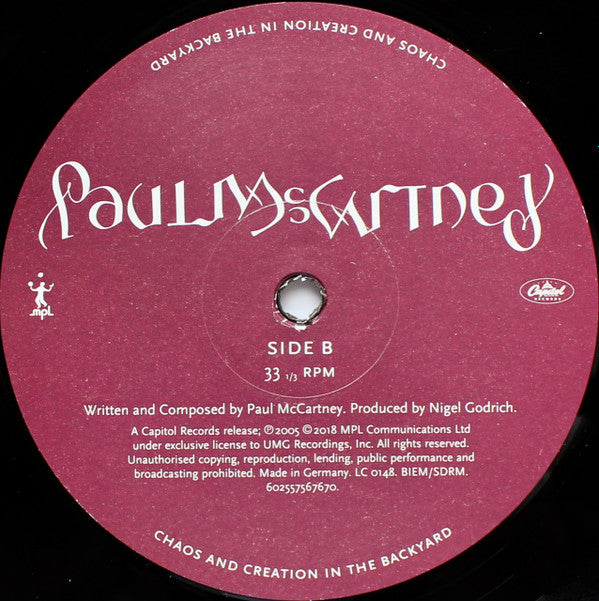 CHAOS AND CREATION IN THE BACKYARD
Paul McCartney
mpl
Capitol
RECORDS
SIDE B
33 1/3 RPM
Written and Composed by Paul McCartney. Produced by Nigel Godrich.
A Capitol Records release; ℗ 2005 © 2018 MPL Communications Ltd
under exclusive license to UMG Recordings, Inc. All rights reserved.
Unauthorised copying, reproduction, lending, public performance and
broadcasting prohibited. Made in Germany. LC 0148. BIEM/SDRM.
602557567670.
CHAOS AND CREATION IN THE BACKYARD